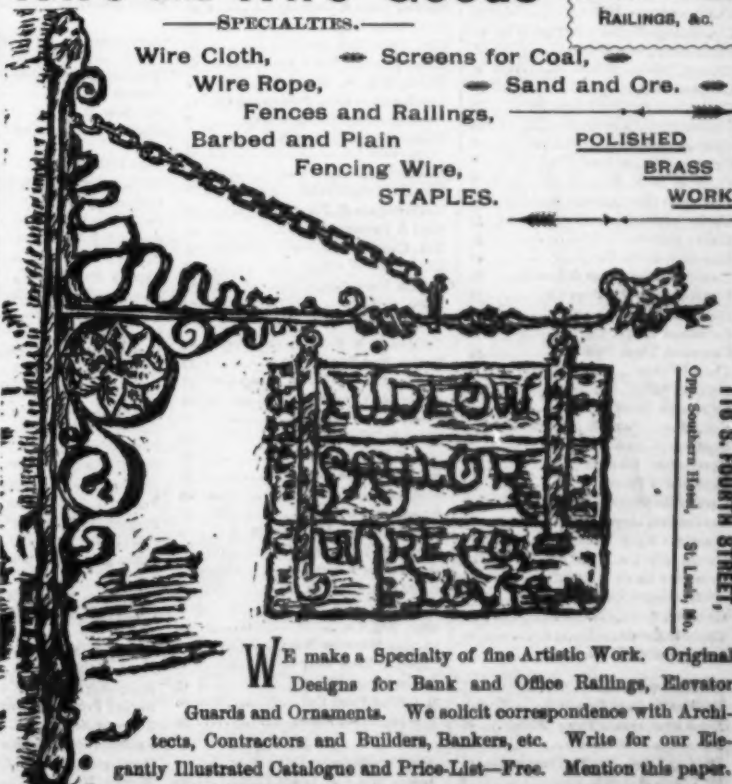 SPECIALTIES.
RAILINGS, &c.
Wire Cloth, Screens for Coal,
Wire Rope, Sand and Ore.
Fences and Railings,
Barbed and Plain POLISHED
Fencing Wire, BRASS
STAPLES. WORK
LUDLOW
SAYLOR
WIRE CO.
ST LOUIS
S. FOURTH STREET,
Opp. Southern Hotel, St. Louis, Mo.
WE make a Specialty of fine Artistic Work. Original
Designs for Bank and Office Railings, Elevator
Guards and Ornaments. We solicit correspondence with Archi-
tects, Contractors and Builders, Bankers, etc. Write for our Ele-
gantly Illustrated Catalogue and Price-List—Free. Mention this paper.